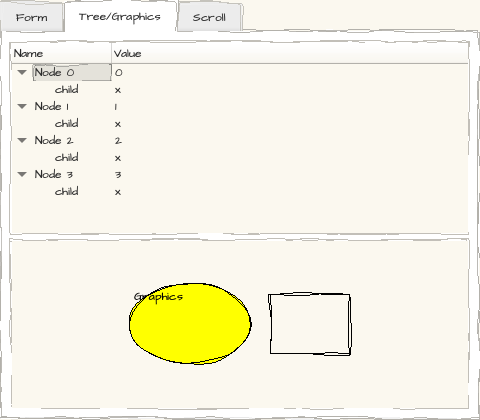 Form Tree/Graphics Scroll
Name Value
Node 0 0
child x
Node 1 1
child x
Node 2 2
child x
Node 3 3
child x
Graphics